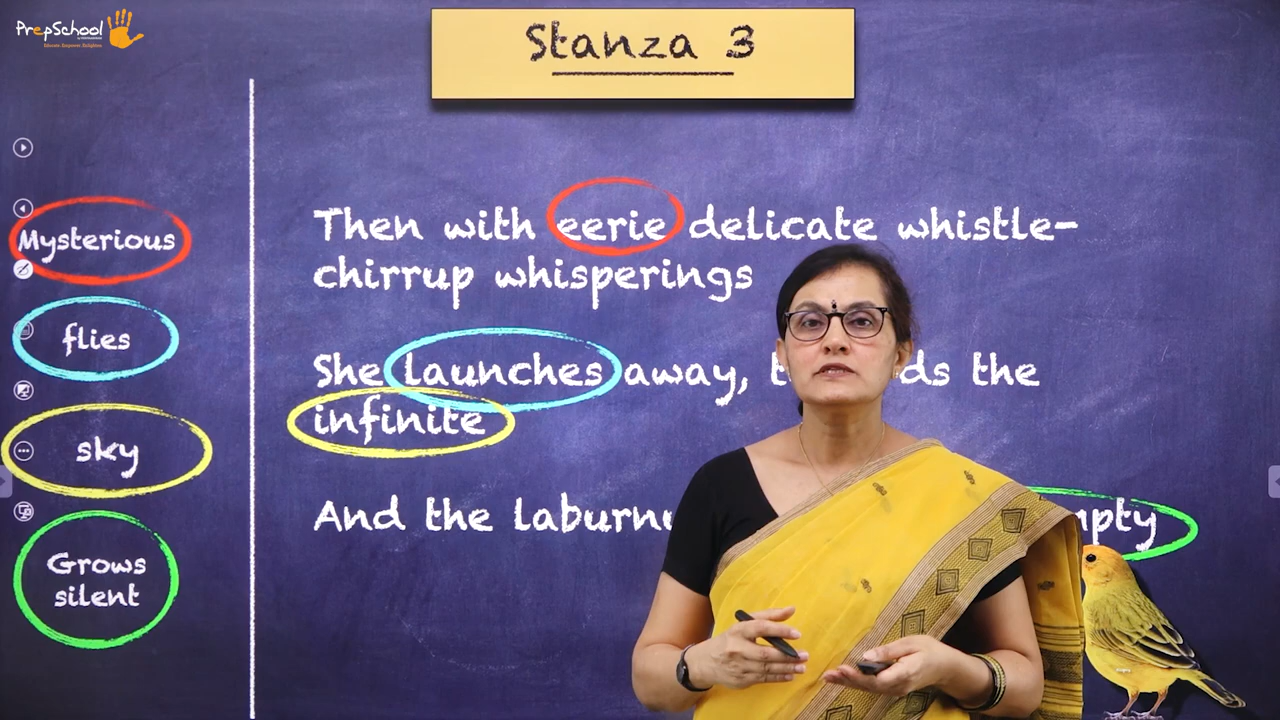 PrepSchool
Stanza 3
Mysterious
flies
sky
Grows
silent
Then with eerie delicate whistle-
chirrup whisperings
She launches away, the
infinite
And the